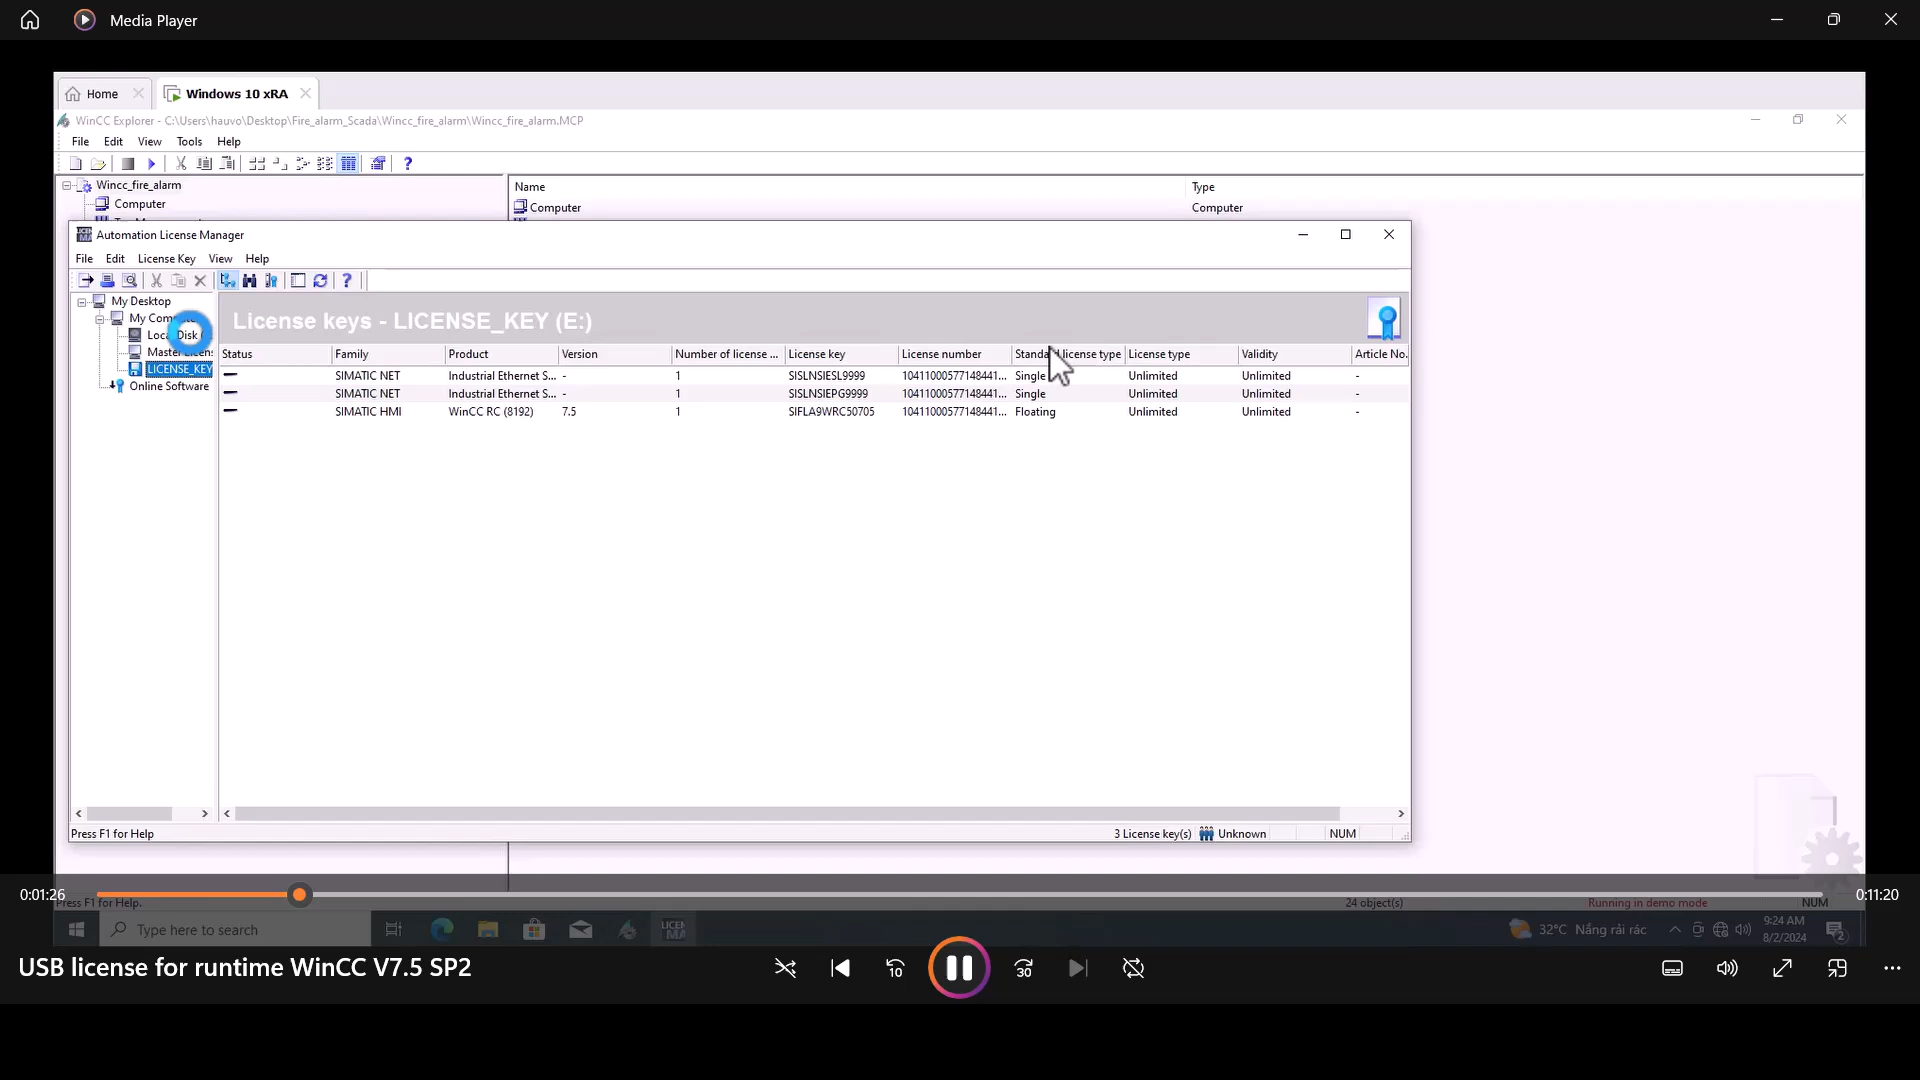 Media Player
Home
Windows 10 xRA
WinCC Explorer - C:\Users\hauvo\Desktop\Fire_alarm_Scada\Wincc_fire_alarm\Wincc_fire_alarm.MCP
File Edit View Tools Help
Wincc_fire_alarm
Computer
Name Type
Computer Computer
Automation License Manager
File Edit License Key View Help
My Desktop
My
Disk
LICENSE_KEY
Online Software
License keys - LICENSE_KEY (E:)
Status Family Product Version Number of license ... License key License number License type License type Validity Article No.
SIMATIC NET Industrial Ethernet S... - 1 SISLNSIESL9999 10411000577148441... Single Unlimited Unlimited -
SIMATIC NET Industrial Ethernet S... - 1 SISLNSIEPG9999 10411000577148441... Single Unlimited Unlimited -
SIMATIC HMI WinCC RC (8192) 7.5 1 SIFLA9WRC50705 10411000577148441... Floating Unlimited Unlimited -
Press F1 for Help 3 License key(s) Unknown NUM
0:01:26 0:11:20
Press F1 for Help. 24 object(s) Running in demo mode NUM
Type here to search
LICEN
MA
32°C Nắng rải rác
9:24 AM
8/2/2024
2
USB license for runtime WinCC V7.5 SP2
10
30